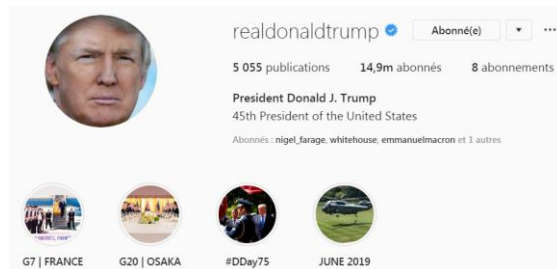 realdonaldtrump Abonné(e)
5 055 publications 14,9m abonnés 8 abonnements
President Donald J. Trump
45th President of the United States
Abonnés : nigel_farage, whitehouse, emmanuelmacron et 1 autres
G7 | FRANCE G20 | OSAKA #DDay75 JUNE 2019